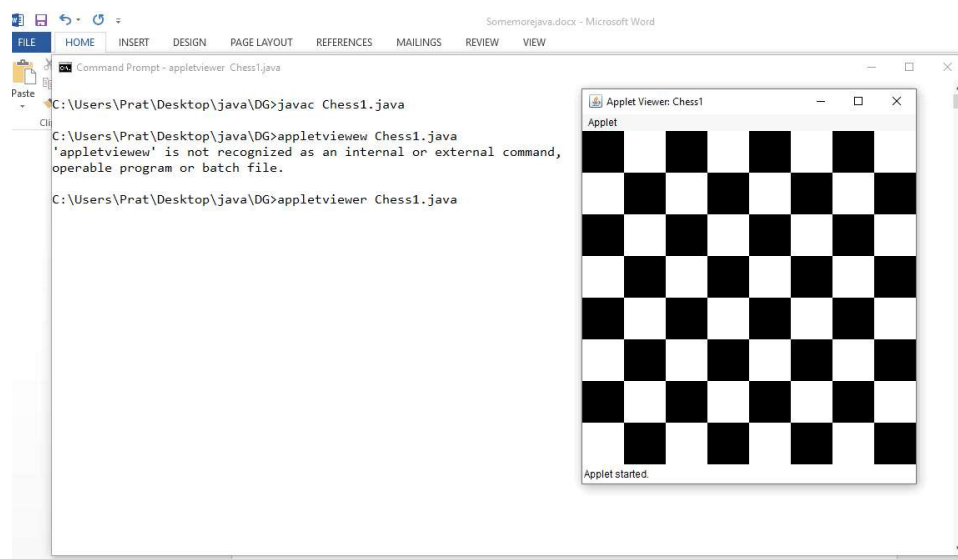 Somemorejava.docx - Microsoft Word
FILE HOME INSERT DESIGN PAGE LAYOUT REFERENCES MAILINGS REVIEW VIEW
Paste
Command Prompt - appletviewer Chess1.java
C:\Users\Prat\Desktop\java\DG>javac Chess1.java
C:\Users\Prat\Desktop\java\DG>appletviewew Chess1.java
'appletviewew' is not recognized as an internal or external command,
operable program or batch file.
C:\Users\Prat\Desktop\java\DG>appletviewer Chess1.java
Applet Viewer: Chess1
Applet
Applet started.